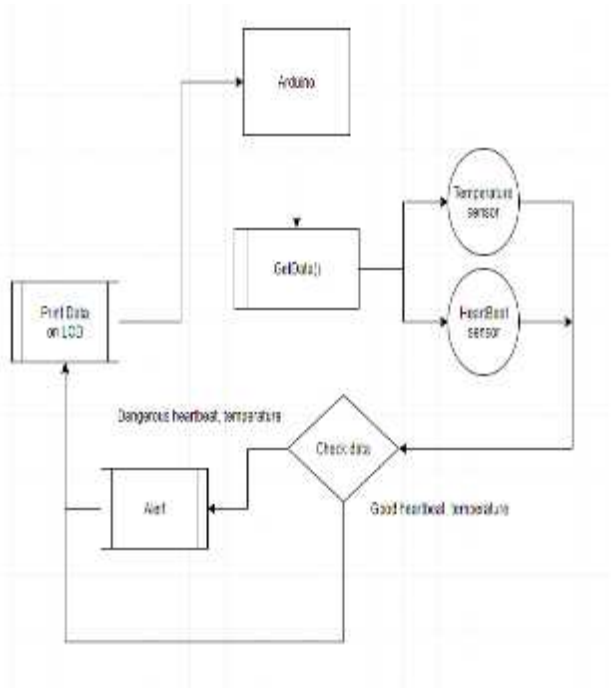 Arduino
Temperature
sensor
GetData()
Print Data
on LCD
HeartBeat
sensor
Dangerous heartbeat, temperature
Check data
Alert
Good heartbeat, temperature